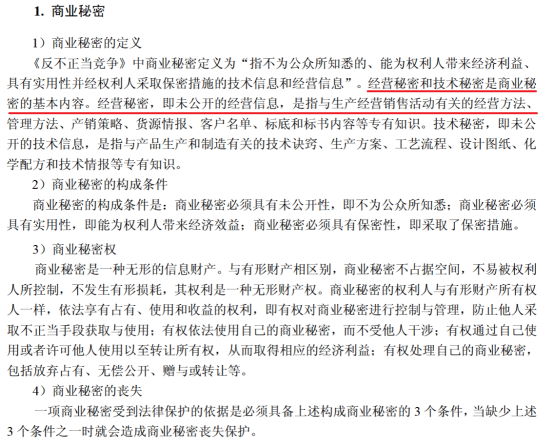 1. 商业秘密
1）商业秘密的定义
《反不正当竞争》中商业秘密定义为“指不为公众所知悉的、能为权利人带来经济利益、
具有实用性并经权利人采取保密措施的技术信息和经营信息”。经营秘密和技术秘密是商业秘
密的基本内容。经营秘密，即未公开的经营信息，是指与生产经营销售活动有关的经营方法、
管理方法、产销策略、货源情报、客户名单、标底和标书内容等专有知识。技术秘密，即未公
开的技术信息，是指与产品生产和制造有关的技术诀窍、生产方案、工艺流程、设计图纸、化
学配方和技术情报等专有知识。
2）商业秘密的构成条件
商业秘密的构成条件是：商业秘密必须具有未公开性，即不为公众所知悉；商业秘密必须
具有实用性，即能为权利人带来经济效益；商业秘密必须具有保密性，即采取了保密措施。
3）商业秘密权
商业秘密是一种无形的信息财产。与有形财产相区别，商业秘密不占据空间，不易被权利
人所控制，不发生有形损耗，其权利是一种无形财产权。商业秘密的权利人与有形财产所有权
人一样，依法享有占有、使用和收益的权利，即有权对商业秘密进行控制与管理，防止他人采
取不正当手段获取与使用；有权依法使用自己的商业秘密，而不受他人干涉；有权通过自己使
用或者许可他人使用以至转让所有权，从而取得相应的经济利益；有权处理自己的商业秘密，
包括放弃占有、无偿公开、赠与或转让等。
4）商业秘密的丧失
一项商业秘密受到法律保护的依据是必须具备上述构成商业秘密的 3 个条件，当缺少上述
3 个条件之一时就会造成商业秘密丧失保护。